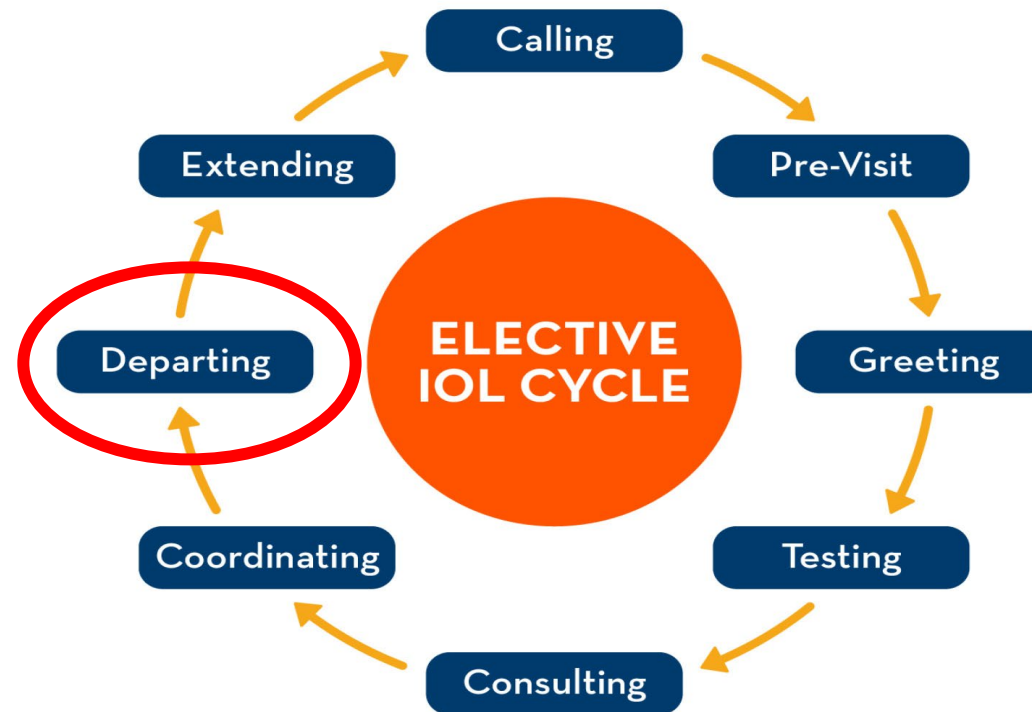 Calling
Extending
Pre-Visit
ELECTIVE
IOL CYCLE
Departing
Greeting
Coordinating
Testing
Consulting